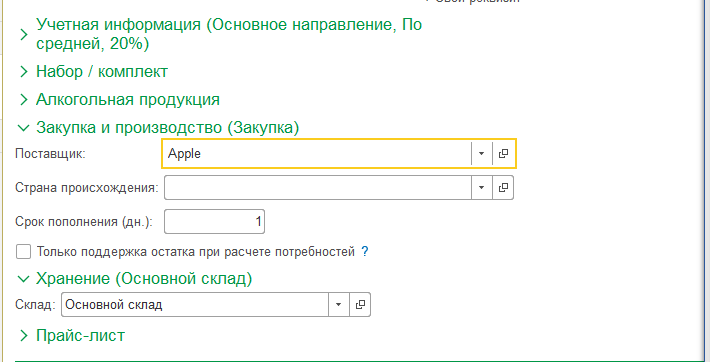 Учетная информация (Основное направление, По
средней, 20%)
Набор / комплект
Алкогольная продукция
Закупка и производство (Закупка)
Поставщик: Apple
Страна происхождения:
Срок пополнения (дн.): 1
Только поддержка остатка при расчете потребностей ?
Хранение (Основной склад)
Склад: Основной склад
Прайс-лист